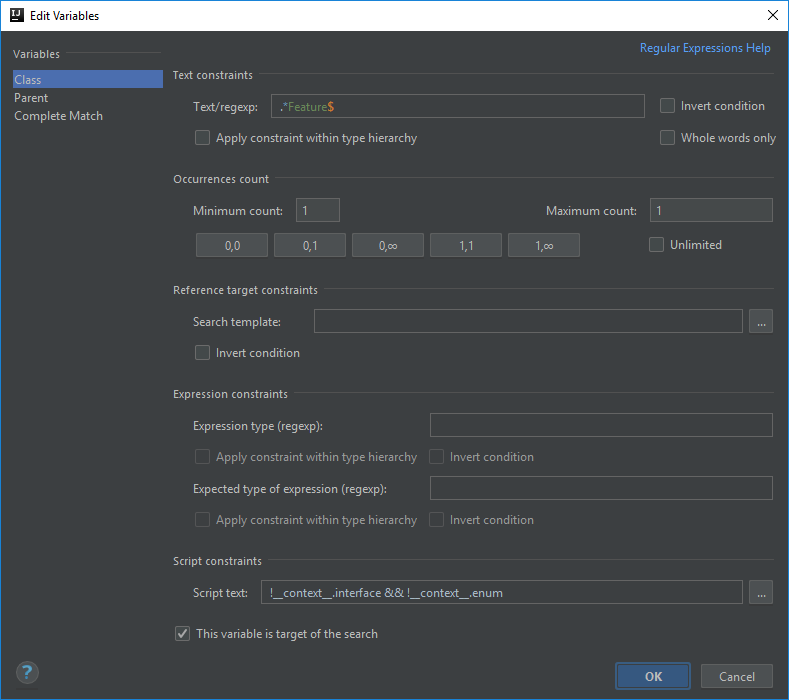 Edit Variables
Regular Expressions Help
Variables
Class
Parent
Complete Match
Text constraints
Text/regexp: .*Feature$ Invert condition
Apply constraint within type hierarchy Whole words only
Occurrences count
Minimum count: 1 Maximum count: 1
0,0 0,1 0,∞ 1,1 1,∞ Unlimited
Reference target constraints
Search template: ...
Invert condition
Expression constraints
Expression type (regexp):
Apply constraint within type hierarchy Invert condition
Expected type of expression (regexp):
Apply constraint within type hierarchy Invert condition
Script constraints
Script text: !__context__.interface && !__context__.enum ...
This variable is target of the search
? OK Cancel